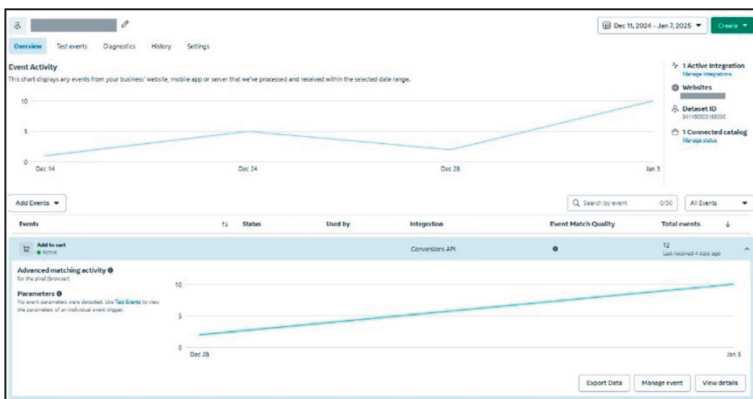 Dec 11, 2024 – Jan 7, 2025
Create
Overview
Test events
Diagnostics
History
Settings
Event Activity
This chart displays any events from your business' website, mobile app or server that we've processed and received within the selected date range.
10
5
0
Dec 14
Dec 24
Dec 28
Jan 3
1 Active Integration
Manage Integrations
Websites
Dataset ID
1 Connected catalog
Manage status
Add Events
Search by event
0/50
All Events
Events
Status
Used by
Integration
Event Match Quality
Total events
Add to cart
Active
Conversions API
12
Last received 4 days ago
Advanced matching activity
for the pixel (browser)
Parameters
No event parameters were detected. Use Test Events to view
the parameters of an individual event trigger.
10
5
0
Dec 28
Jan 3
Export Data
Manage event
View details